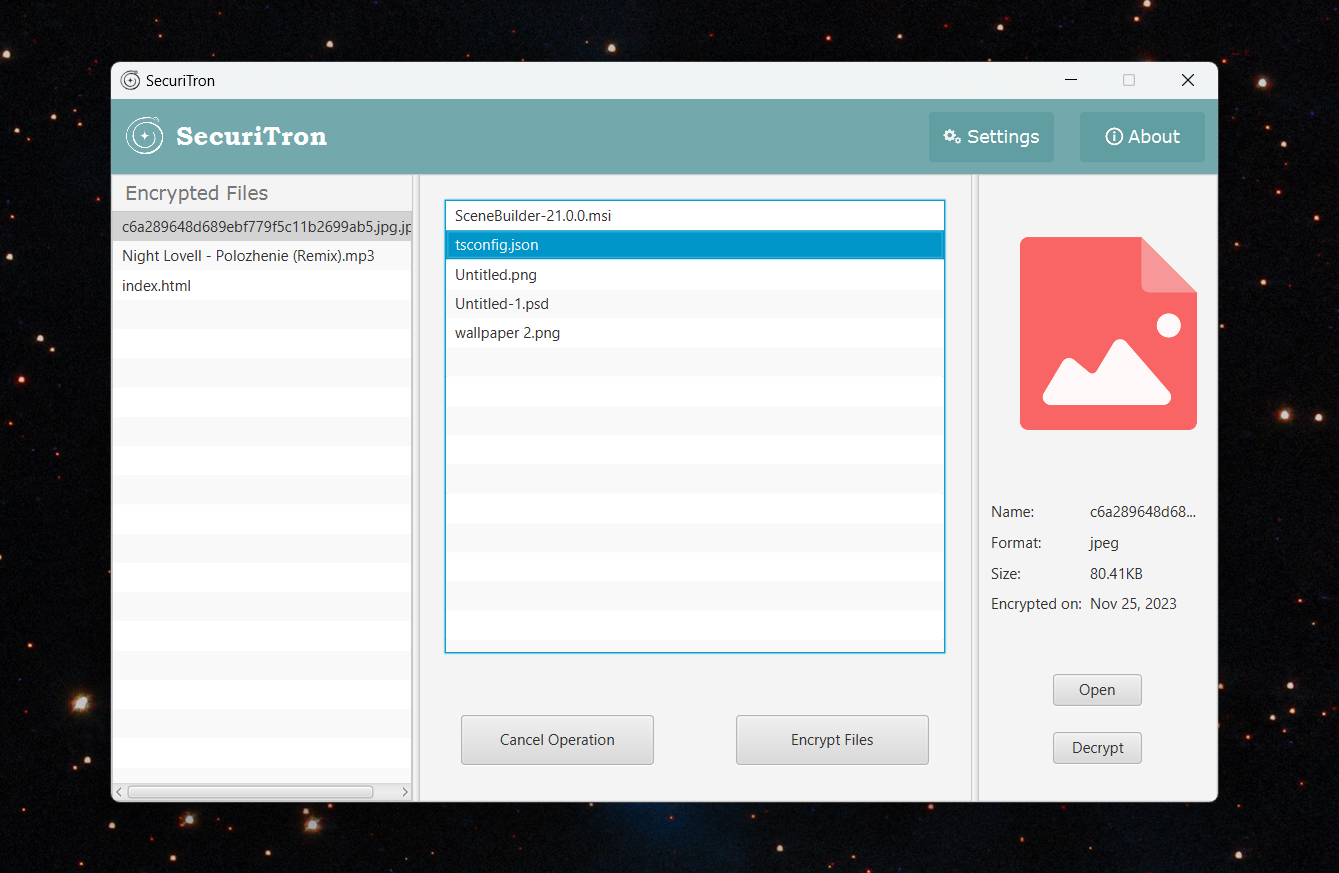 SecuriTron
SecuriTron
Settings
About
Encrypted Files
c6a289648d689ebf779f5c11b2699ab5.jpg.jp
Night Lovell - Polozhenie (Remix).mp3
index.html
SceneBuilder-21.0.0.msi
tsconfig.json
Untitled.png
Untitled-1.psd
wallpaper 2.png
Cancel Operation
Encrypt Files
Name: c6a289648d68...
Format: jpeg
Size: 80.41KB
Encrypted on: Nov 25, 2023
Open
Decrypt